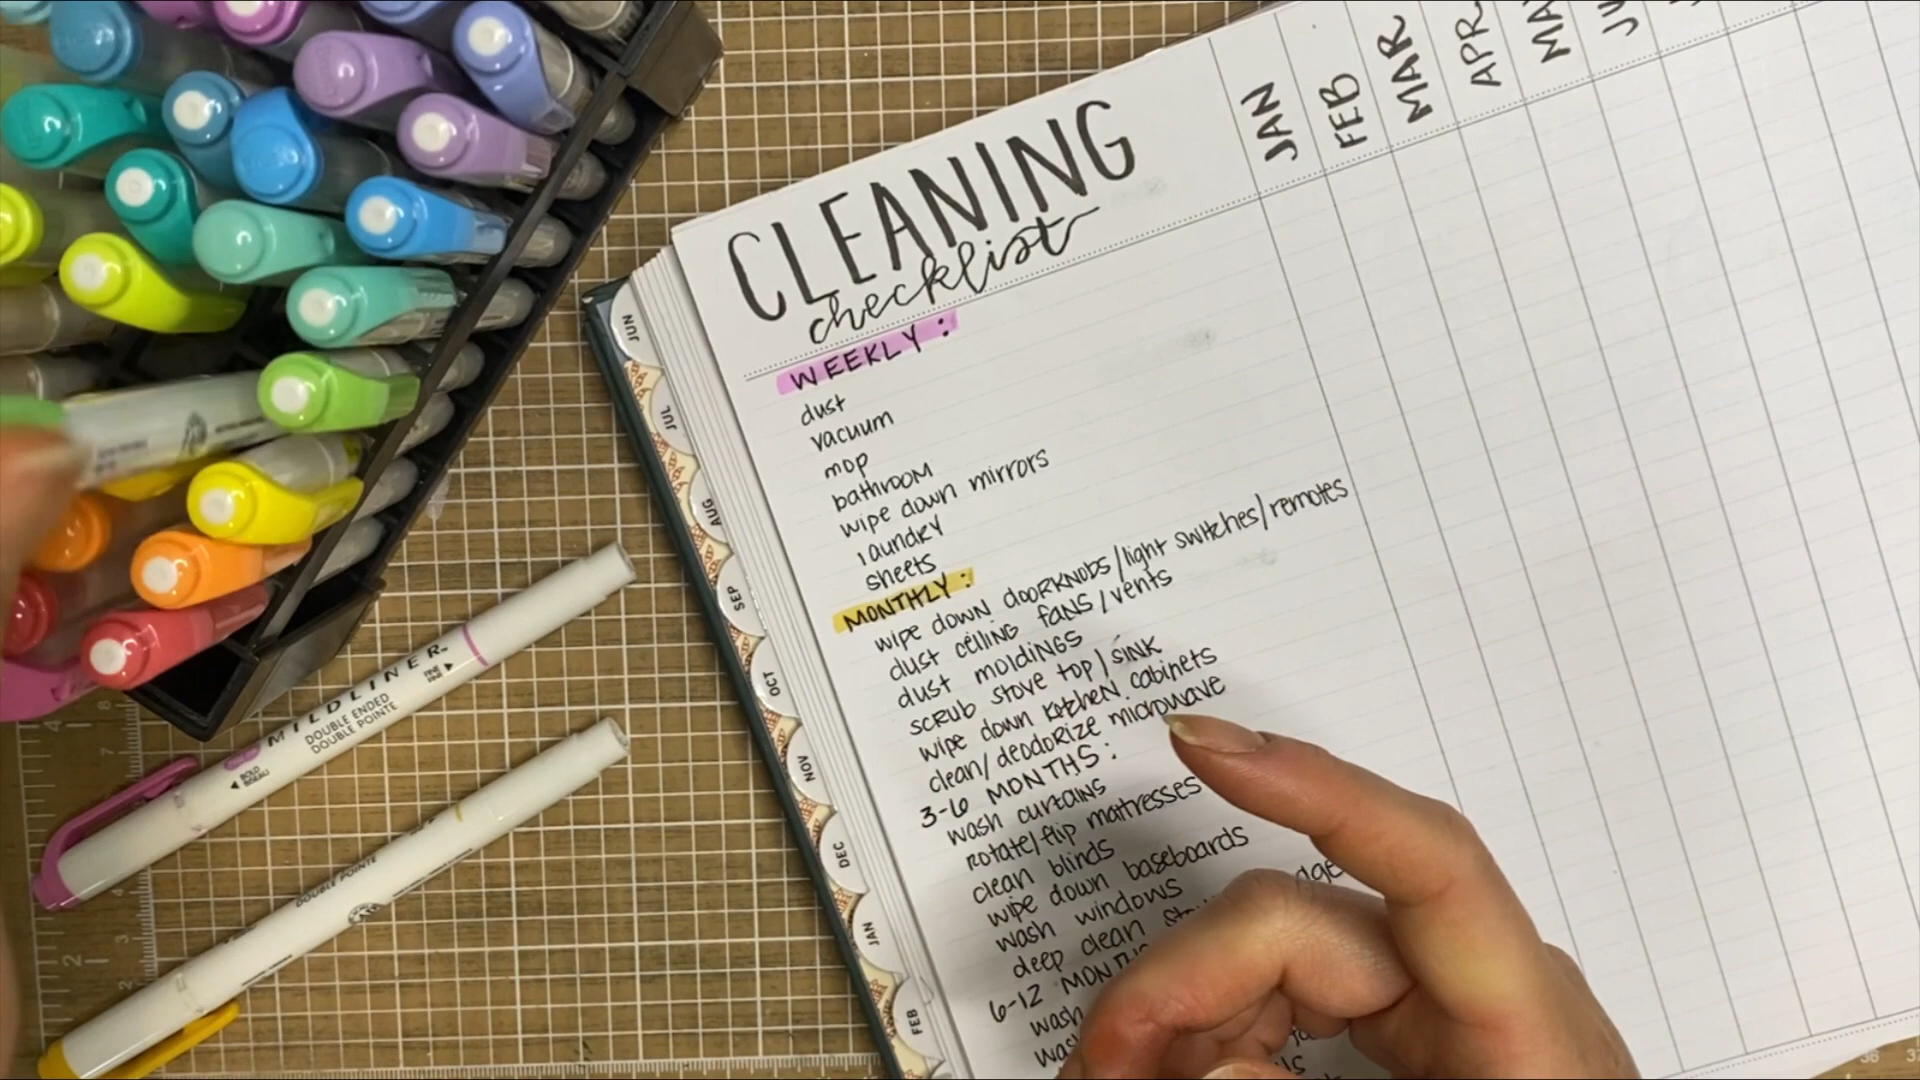 CLEANING
checklist
JAN
FEB
MAR
APR
MAY
WEEKLY :
dust
vacuum
mop
bathroom
wipe down mirrors
laundry
sheets
MONTHLY :
wipe down doorknobs/light switches/remotes
dust ceiling fans/vents
dust moldings
scrub stove top/sink
wipe down kitchen cabinets
clean/deodorize microwave
3-6 MONTHS :
wash curtains
rotate/flip mattresses
clean blinds
wipe down baseboards
wash windows
deep clean
6-12
wash
JUN
JUL
AUG
SEP
OCT
NOV
DEC
JAN
FEB
MILDLINER
DOUBLE ENDED
DOUBLE POINTE
FINE
BOLD
BISEAU
DOUBLE POINTE